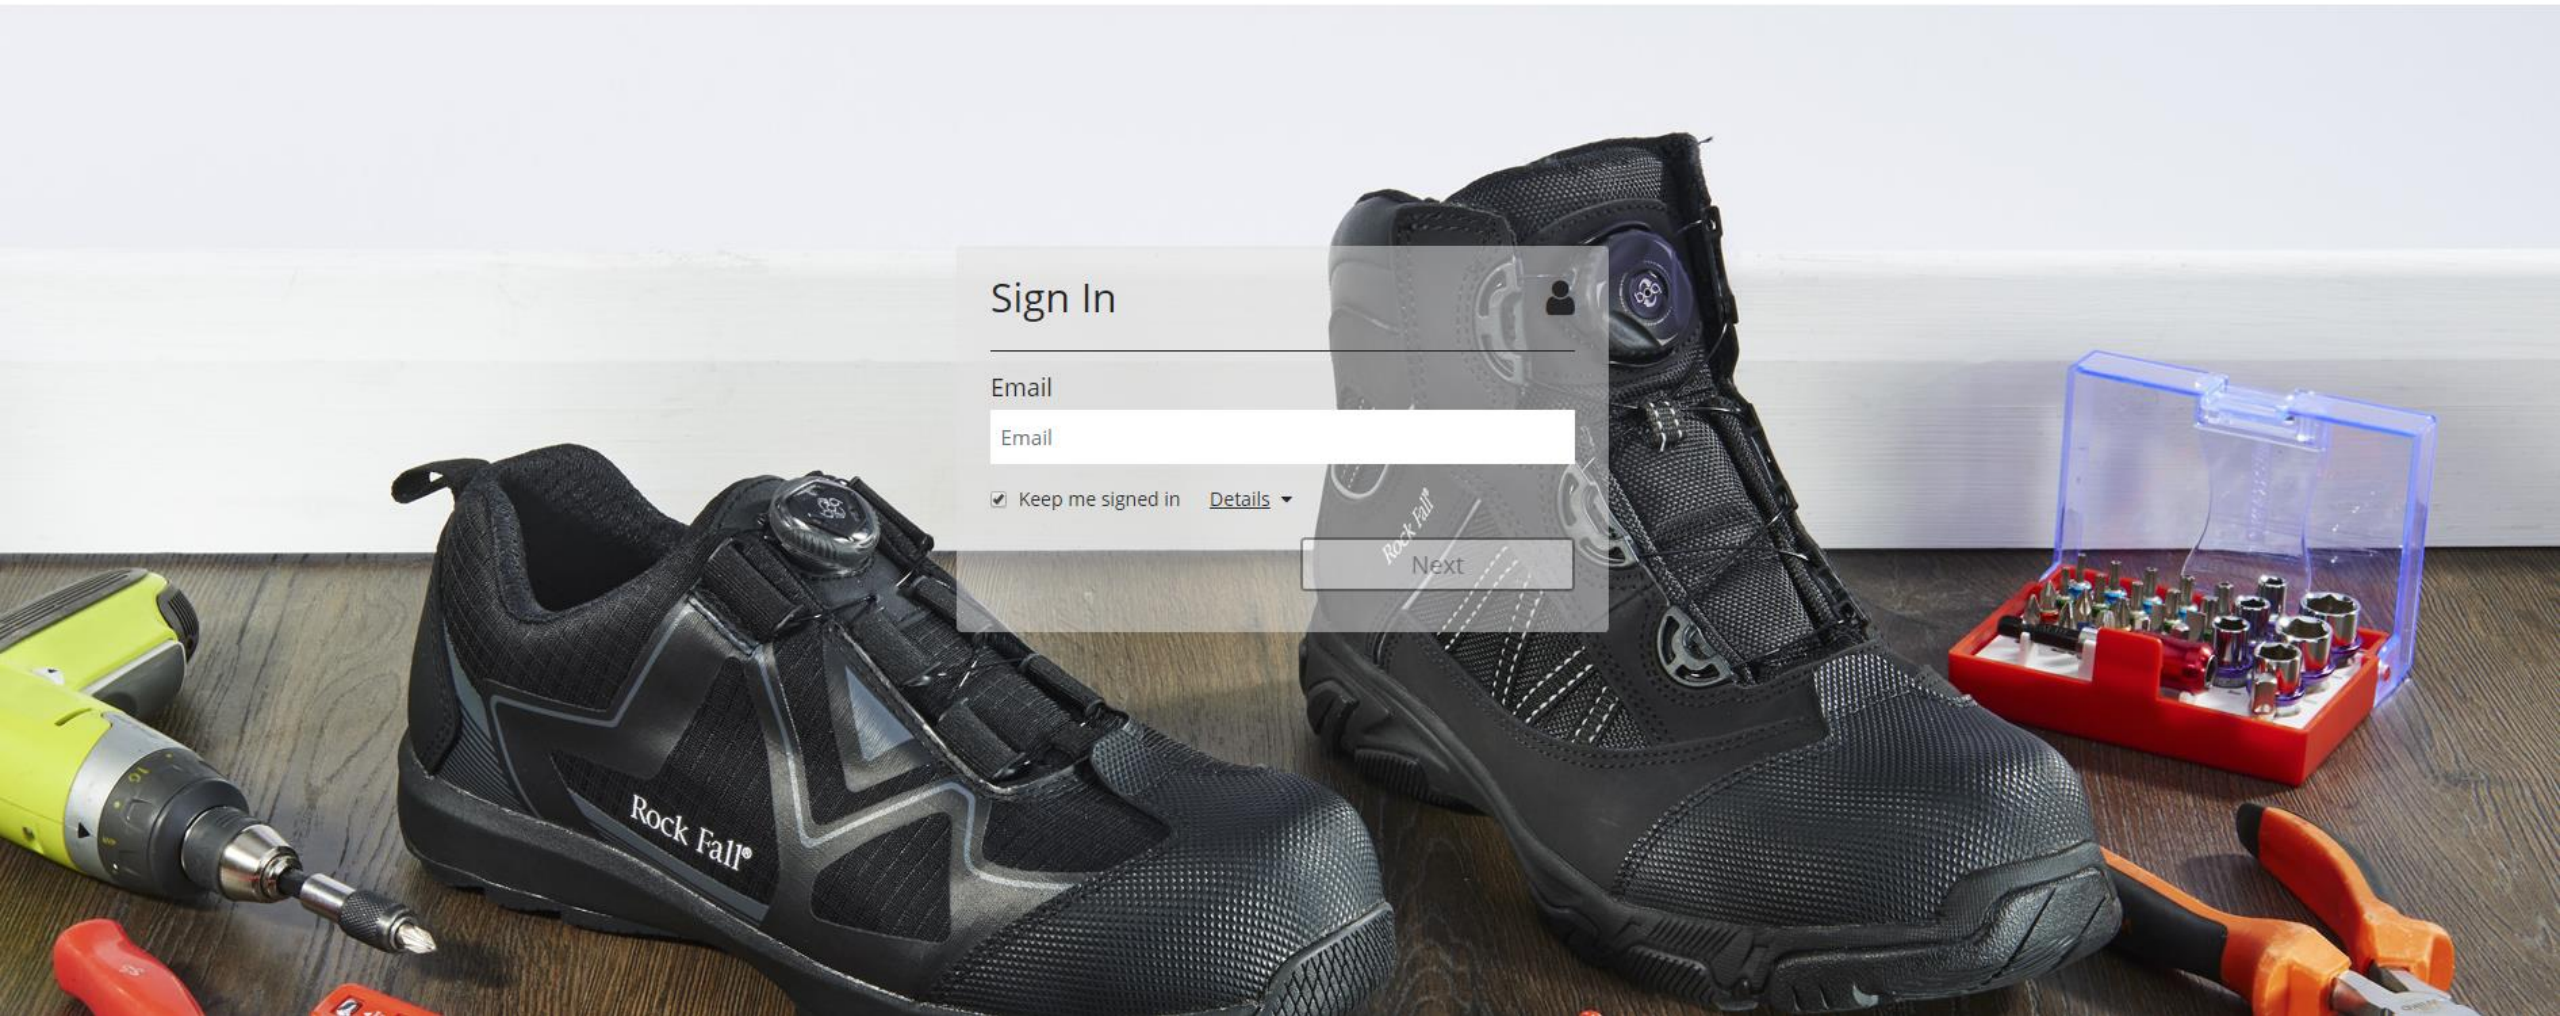 Sign In
Email
Email
Keep me signed in Details
Rock Fall®
Next
Rock Fall®